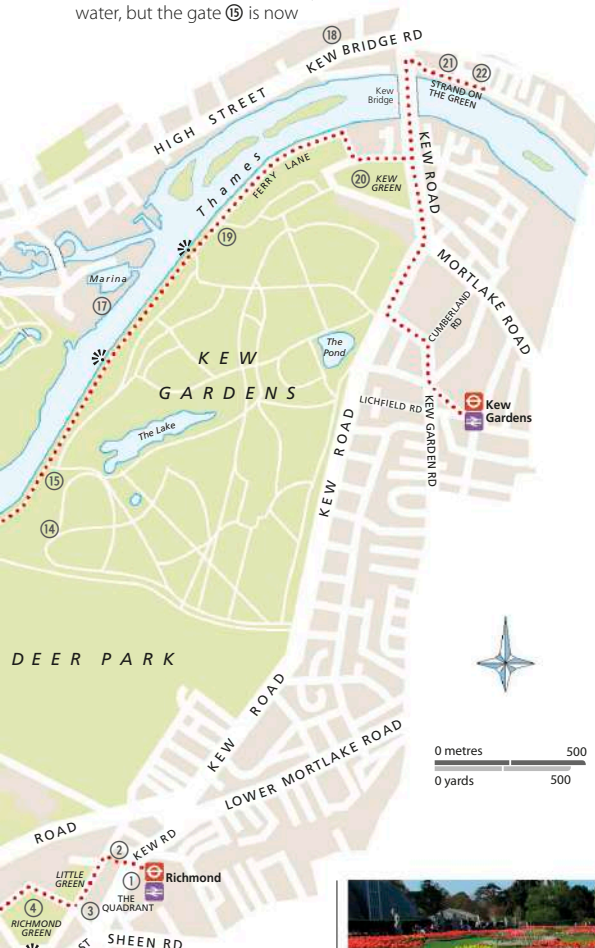 water, but the gate ⑮ is now
⑱
KEW BRIDGE RD
HIGH STREET
㉑
㉒
STRAND ON
THE GREEN
Kew
Bridge
Thames
FERRY LANE
KEW ROAD
⑳
KEW
GREEN
⑲
MORTLAKE ROAD
Marina
⑰
CUMBERLAND
RD
The
Pond
KEW
GARDENS
LICHFIELD RD
KEW GARDEN RD
Kew
Gardens
The Lake
KEW ROAD
⑮
⑭
DEER PARK
KEW ROAD
LOWER MORTLAKE ROAD
0 metres 500
0 yards 500
ROAD
②
KEW RD
LITTLE
GREEN
①
Richmond
THE
QUADRANT
④
③
RICHMOND
GREEN
ST
SHEEN RD